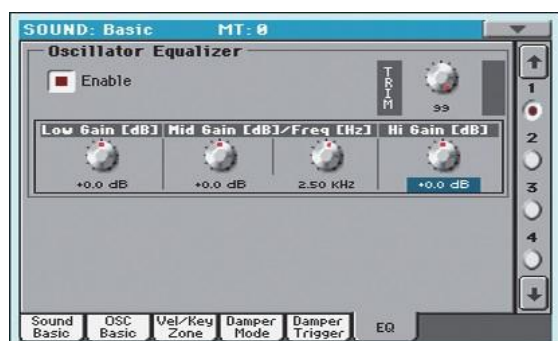 SOUND: Basic MT: 0
Oscillator Equalizer
Enable
TRIM
99
Low Gain [dB] Mid Gain [dB]/Freq [Hz] Hi Gain [dB]
+0.0 dB +0.0 dB 2.50 KHz +0.0 dB
1
2
3
4
Sound Basic
OSC Basic
Vel/Key Zone
Damper Mode
Damper Trigger
EQ